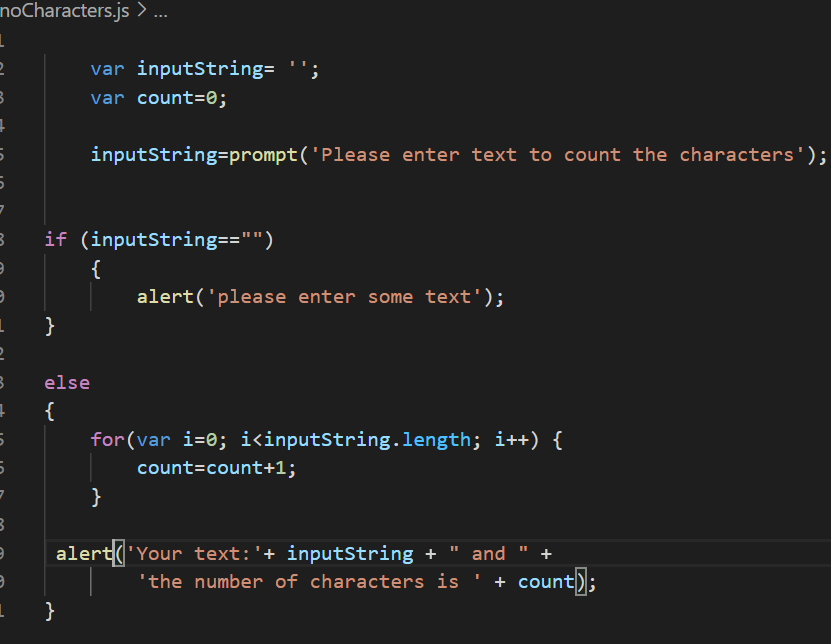 noCharacters.js > ...
1
2 var inputString= '';
3 var count=0;
4
5 inputString=prompt('Please enter text to count the characters');
6
7
8 if (inputString=="")
9 {
0 alert('please enter some text');
1 }
2
3 else
4 {
5 for(var i=0; i<inputString.length; i++) {
6 count=count+1;
7 }
8
9 alert('Your text:'+ inputString + " and " +
0 'the number of characters is ' + count);
1 }